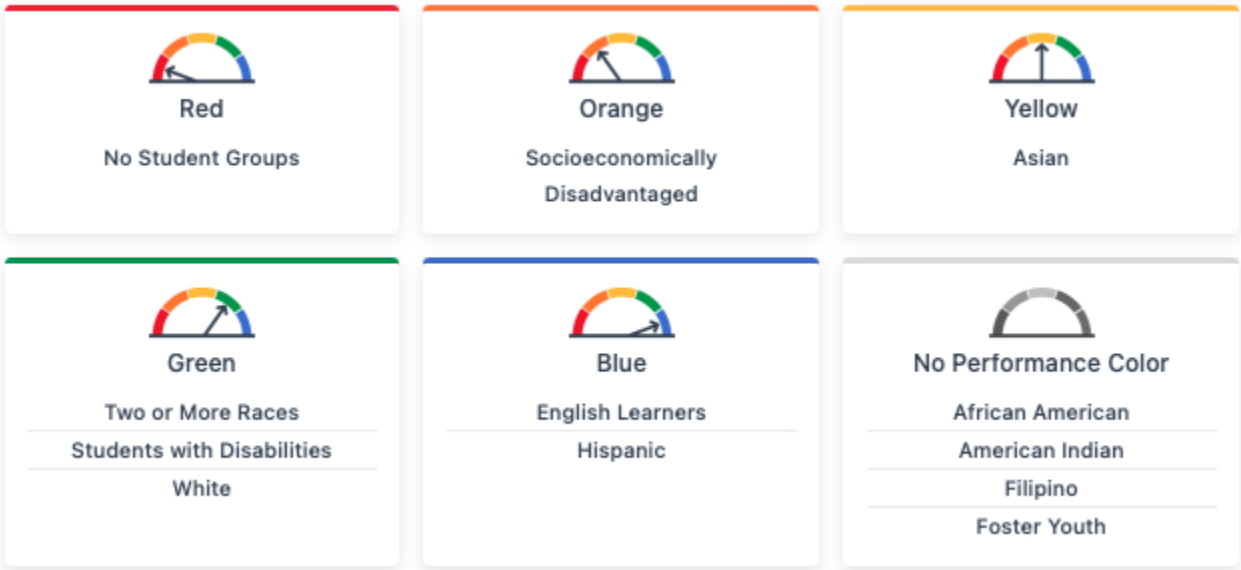 Red
No Student Groups
Orange
Socioeconomically
Disadvantaged
Yellow
Asian
Green
Two or More Races
Students with Disabilities
White
Blue
English Learners
Hispanic
No Performance Color
African American
American Indian
Filipino
Foster Youth